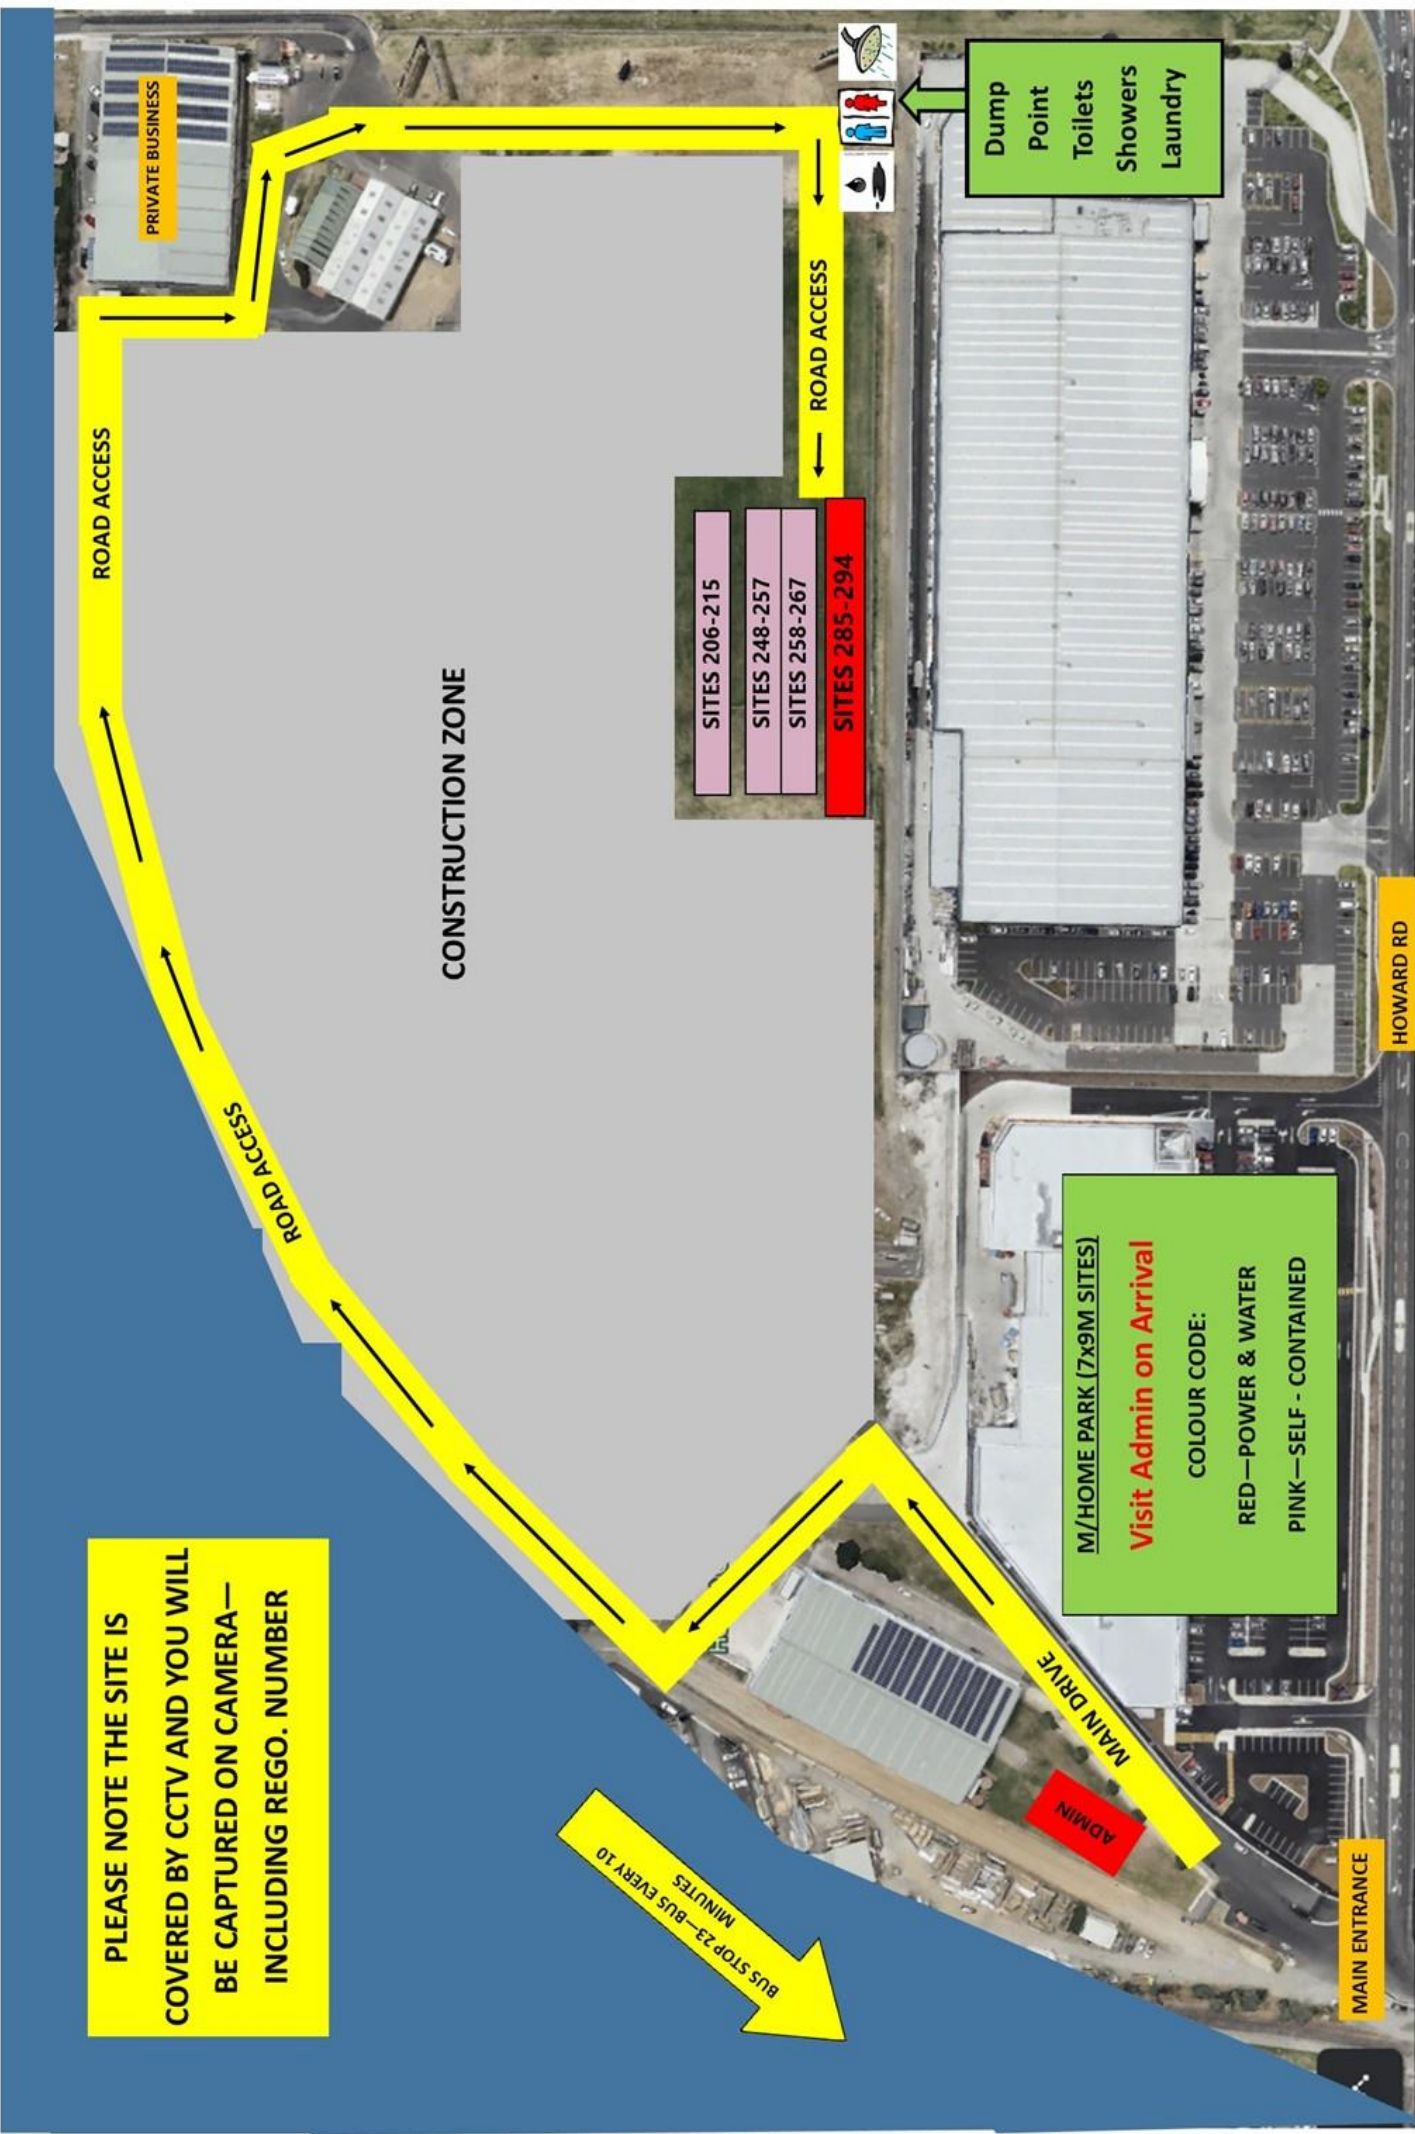 PLEASE NOTE THE SITE IS
COVERED BY CCTV AND YOU WILL
BE CAPTURED ON CAMERA—
INCLUDING REGO. NUMBER
ROAD ACCESS
PRIVATE BUSINESS
ROAD ACCESS
CONSTRUCTION ZONE
BUS STOP 23—BUS EVERY 10
MINUTES
SITES 206-215
SITES 248-257
SITES 258-267
SITES 285-294
ROAD ACCESS
Dump
Point
Toilets
Showers
Laundry
ADMIN
MAIN DRIVE
M/HOME PARK (7x9M SITES)
Visit Admin on Arrival
COLOUR CODE:
RED—POWER & WATER
PINK—SELF - CONTAINED
MAIN ENTRANCE
HOWARD RD